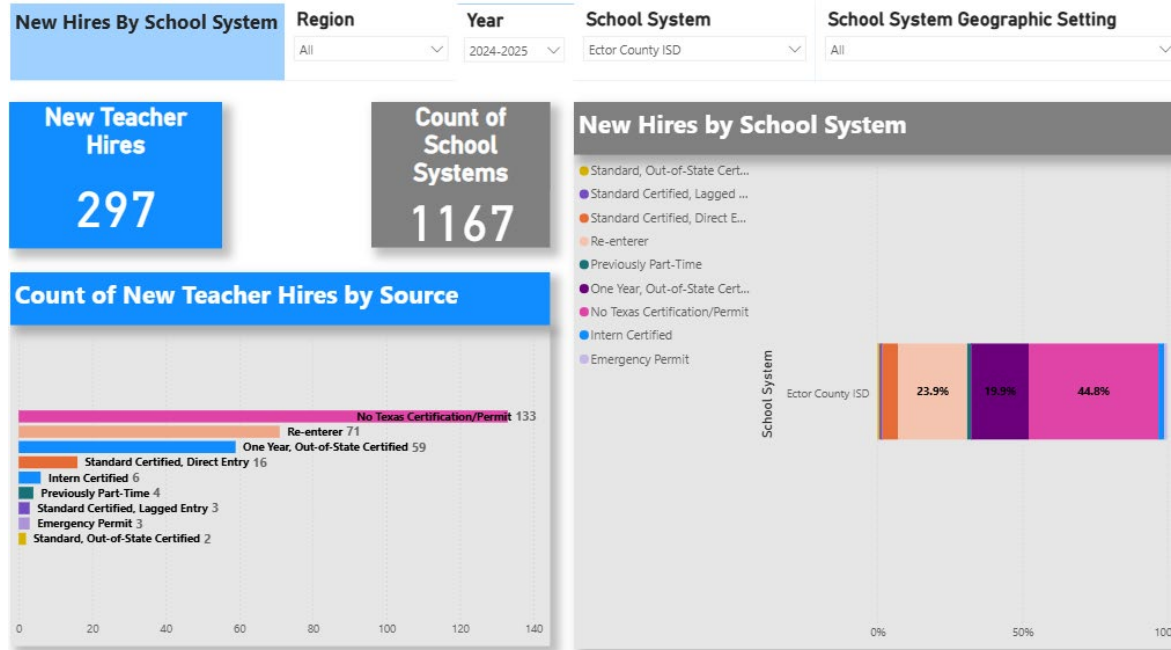 New Hires By School System
Region
All
Year
2024-2025
School System
Ector County ISD
School System Geographic Setting
All
New Teacher
Hires
297
Count of
School
Systems
1167
Count of New Teacher Hires by Source
No Texas Certification/Permit 133
Re-enterer 71
One Year, Out-of-State Certified 59
Standard Certified, Direct Entry 16
Intern Certified 6
Previously Part-Time 4
Standard Certified, Lagged Entry 3
Emergency Permit 3
Standard, Out-of-State Certified 2
0 20 40 60 80 100 120 140
New Hires by School System
Standard, Out-of-State Cert...
Standard Certified, Lagged ...
Standard Certified, Direct E...
Re-enterer
Previously Part-Time
One Year, Out-of-State Cert...
No Texas Certification/Permit
Intern Certified
Emergency Permit
School System
Ector County ISD
23.9% 19.9% 44.8%
0% 50% 100